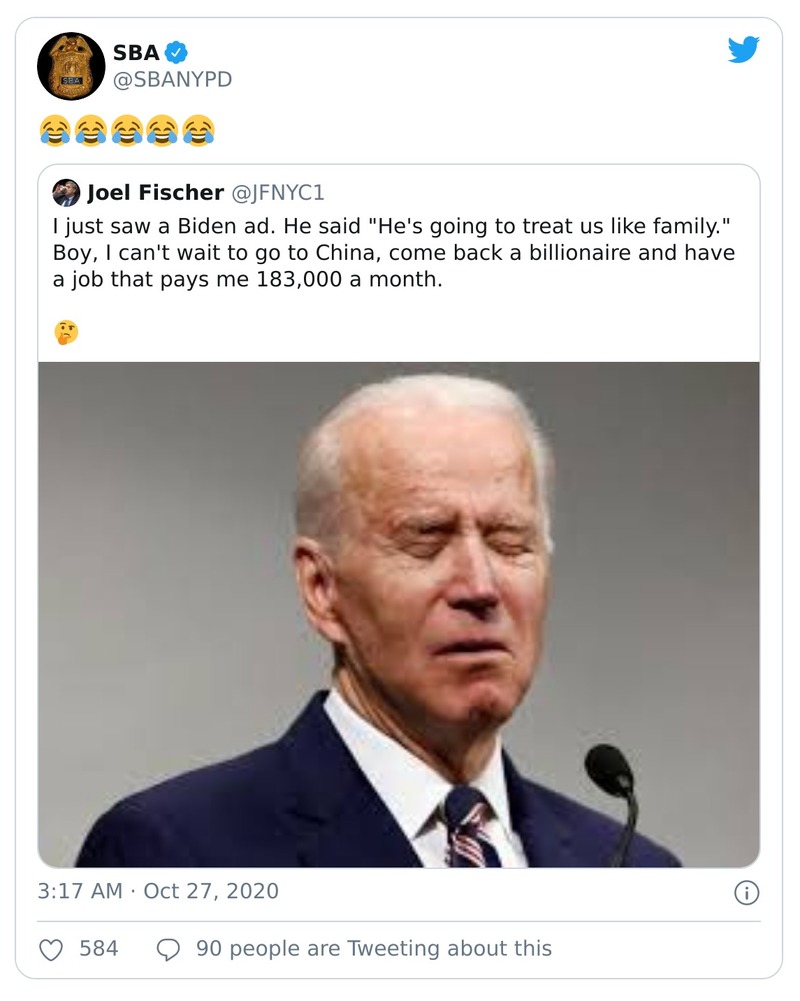 SBA
@SBANYPD
😂😂😂😂😂
Joel Fischer @JFNYC1
I just saw a Biden ad. He said "He's going to treat us like family."
Boy, I can't wait to go to China, come back a billionaire and have
a job that pays me 183,000 a month.
🤔
3:17 AM · Oct 27, 2020
584 90 people are Tweeting about this